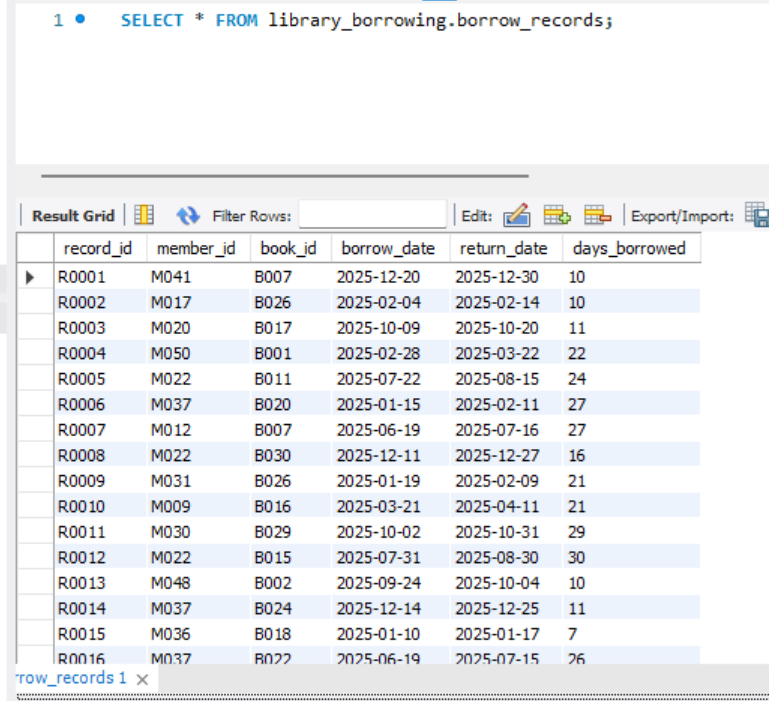 1 SELECT * FROM library_borrowing.borrow_records;
Result Grid Filter Rows: Edit: Export/Import:
record_id member_id book_id borrow_date return_date days_borrowed
R0001 M041 B007 2025-12-20 2025-12-30 10
R0002 M017 B026 2025-02-04 2025-02-14 10
R0003 M020 B017 2025-10-09 2025-10-20 11
R0004 M050 B001 2025-02-28 2025-03-22 22
R0005 M022 B011 2025-07-22 2025-08-15 24
R0006 M037 B020 2025-01-15 2025-02-11 27
R0007 M012 B007 2025-06-19 2025-07-16 27
R0008 M022 B030 2025-12-11 2025-12-27 16
R0009 M031 B026 2025-01-19 2025-02-09 21
R0010 M009 B016 2025-03-21 2025-04-11 21
R0011 M030 B029 2025-10-02 2025-10-31 29
R0012 M022 B015 2025-07-31 2025-08-30 30
R0013 M048 B002 2025-09-24 2025-10-04 10
R0014 M037 B024 2025-12-14 2025-12-25 11
R0015 M036 B018 2025-01-10 2025-01-17 7
R0016 M037 B022 2025-06-19 2025-07-15 26
rrow_records 1